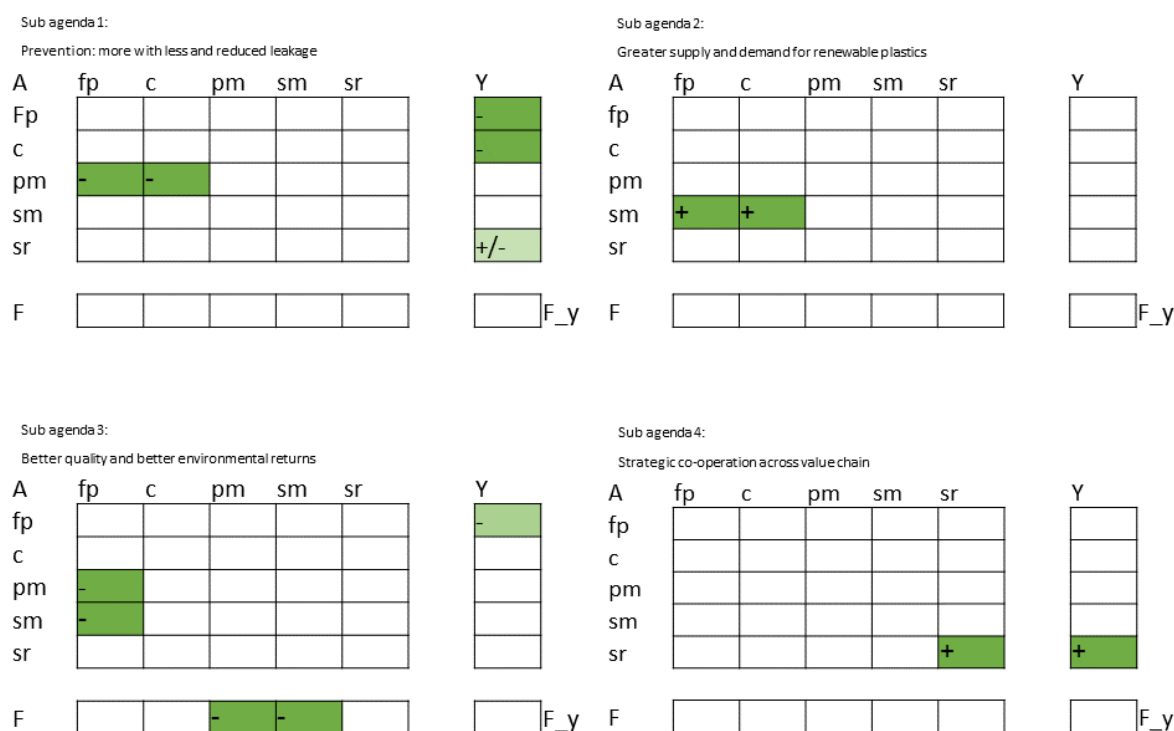 Sub agenda 1:
Prevention: more with less and reduced leakage
A fp c pm sm sr Y
Fp -
c -
pm - -
sm
sr +/-
F F_y
Sub agenda 2:
Greater supply and demand for renewable plastics
A fp c pm sm sr Y
fp
c
pm
sm + +
sr
F F_y
Sub agenda 3:
Better quality and better environmental returns
A fp c pm sm sr Y
fp -
c
pm -
sm -
sr
F - - F_y
Sub agenda 4:
Strategic co-operation across value chain
A fp c pm sm sr Y
fp
c
pm
sm
sr + +
F F_y